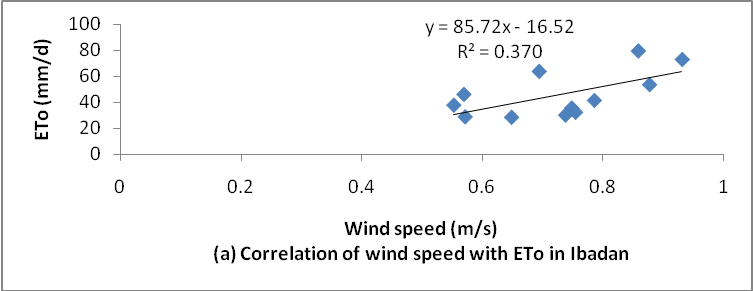 y = 85.72x - 16.52
R² = 0.370
100
80
60
40
20
0
ETo (mm/d)
0 0.2 0.4 0.6 0.8 1
Wind speed (m/s)
(a) Correlation of wind speed with ETo in Ibadan